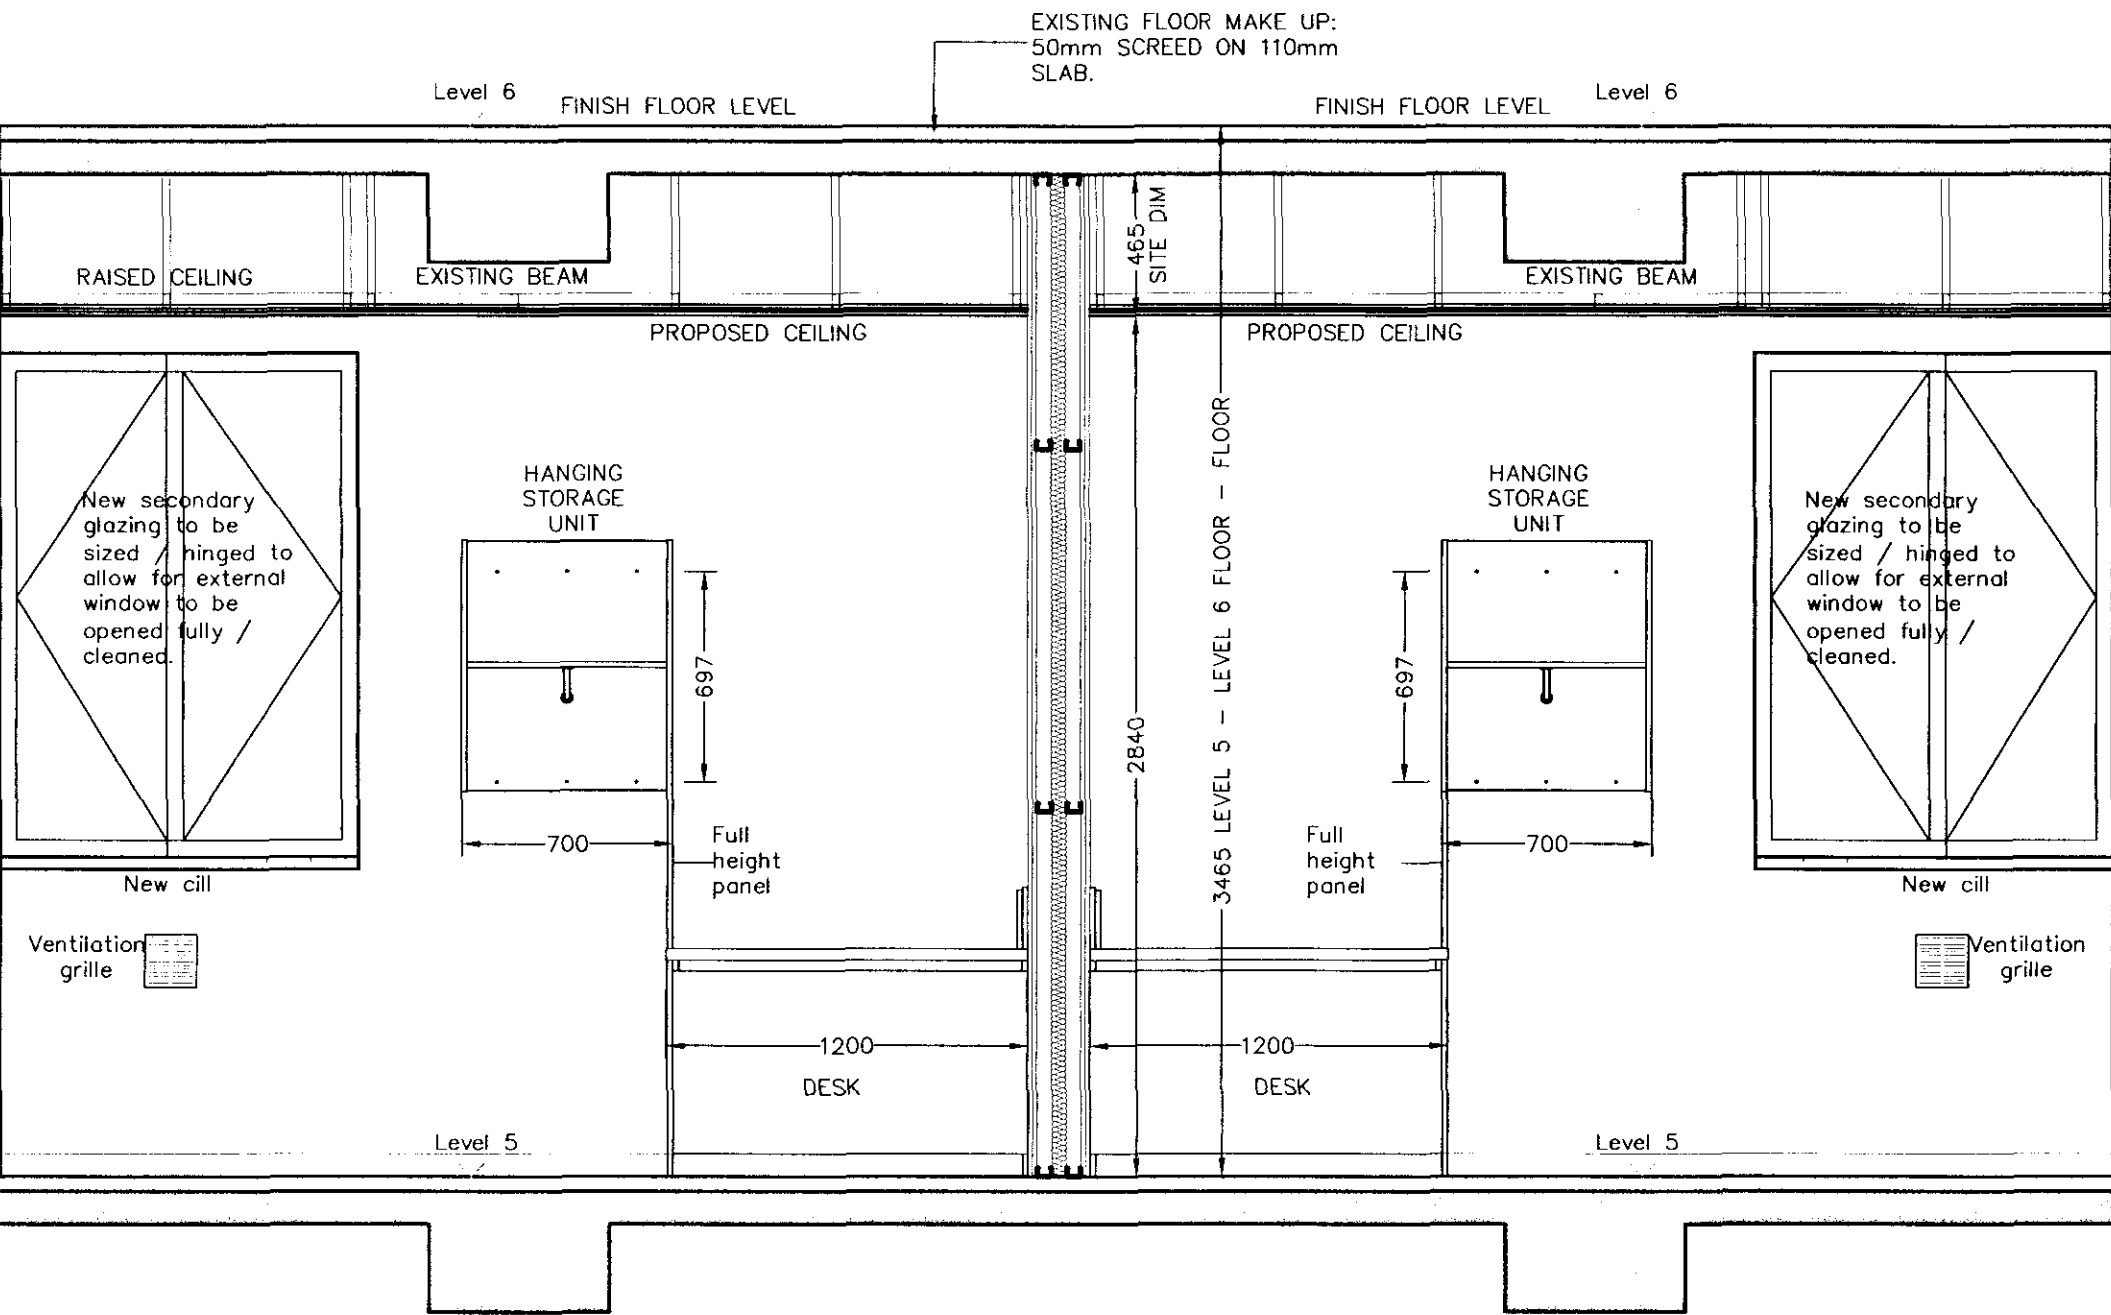 EXISTING FLOOR MAKE UP:
50mm SCREED ON 110mm
SLAB.
Level 6
FINISH FLOOR LEVEL
FINISH FLOOR LEVEL
Level 6
465
SITE DIM
RAISED CEILING
EXISTING BEAM
EXISTING BEAM
PROPOSED CEILING
PROPOSED CEILING
New secondary
glazing to be
sized / hinged to
allow for external
window to be
opened fully /
cleaned.
HANGING
STORAGE
UNIT
697
700
Full
height
panel
2840
3465 LEVEL 5 - LEVEL 6 FLOOR - FLOOR
HANGING
STORAGE
UNIT
697
700
Full
height
panel
New secondary
glazing to be
sized / hinged to
allow for external
window to be
opened fully /
cleaned.
New cill
New cill
Ventilation
grille
Ventilation
grille
1200
DESK
1200
DESK
Level 5
Level 5